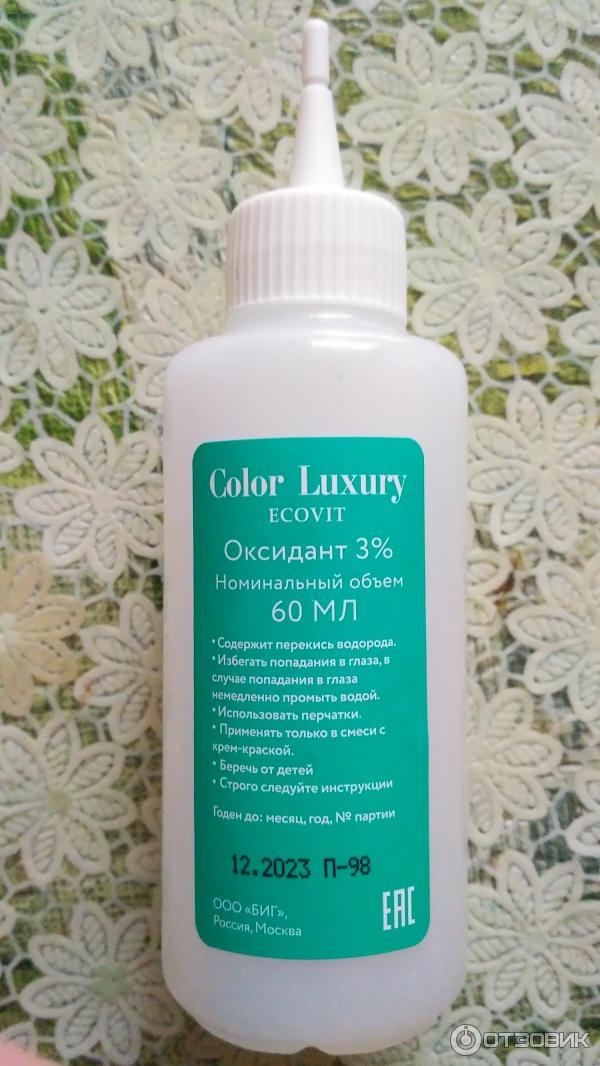 Color Luxury
ECOVIT
Оксидант 3%
Номинальный объем
60 МЛ
• Содержит перекись водорода.
• Избегать попадания в глаза, в
случае попадания в глаза
немедленно промыть водой.
• Использовать перчатки.
• Применять только в смеси с
крем-краской.
• Беречь от детей
• Строго следуйте инструкции
Годен до: месяц, год, № партии
12.2023 П-98
ООО «БИГ»,
Россия, Москва
EAC
ОТЗОВИК